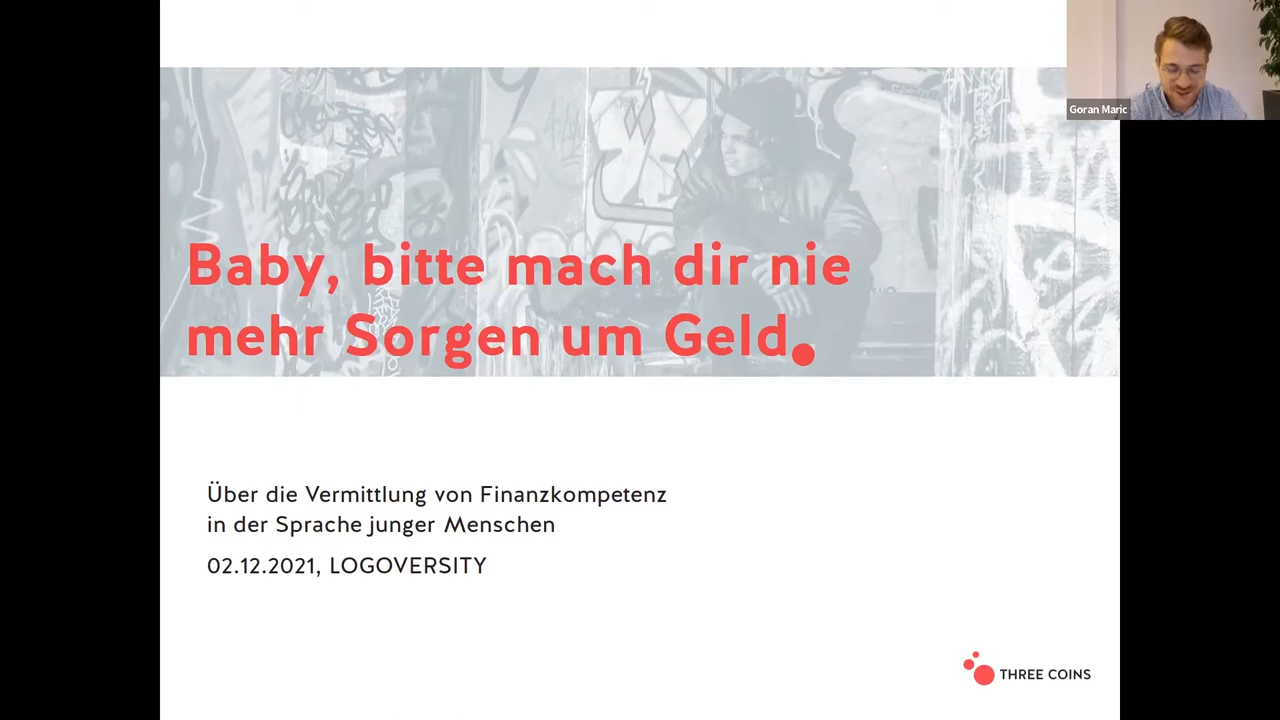 Goran Maric
Baby, bitte mach dir nie
mehr Sorgen um Geld.
Über die Vermittlung von Finanzkompetenz
in der Sprache junger Menschen
02.12.2021, LOGOVERSITY
THREE COINS